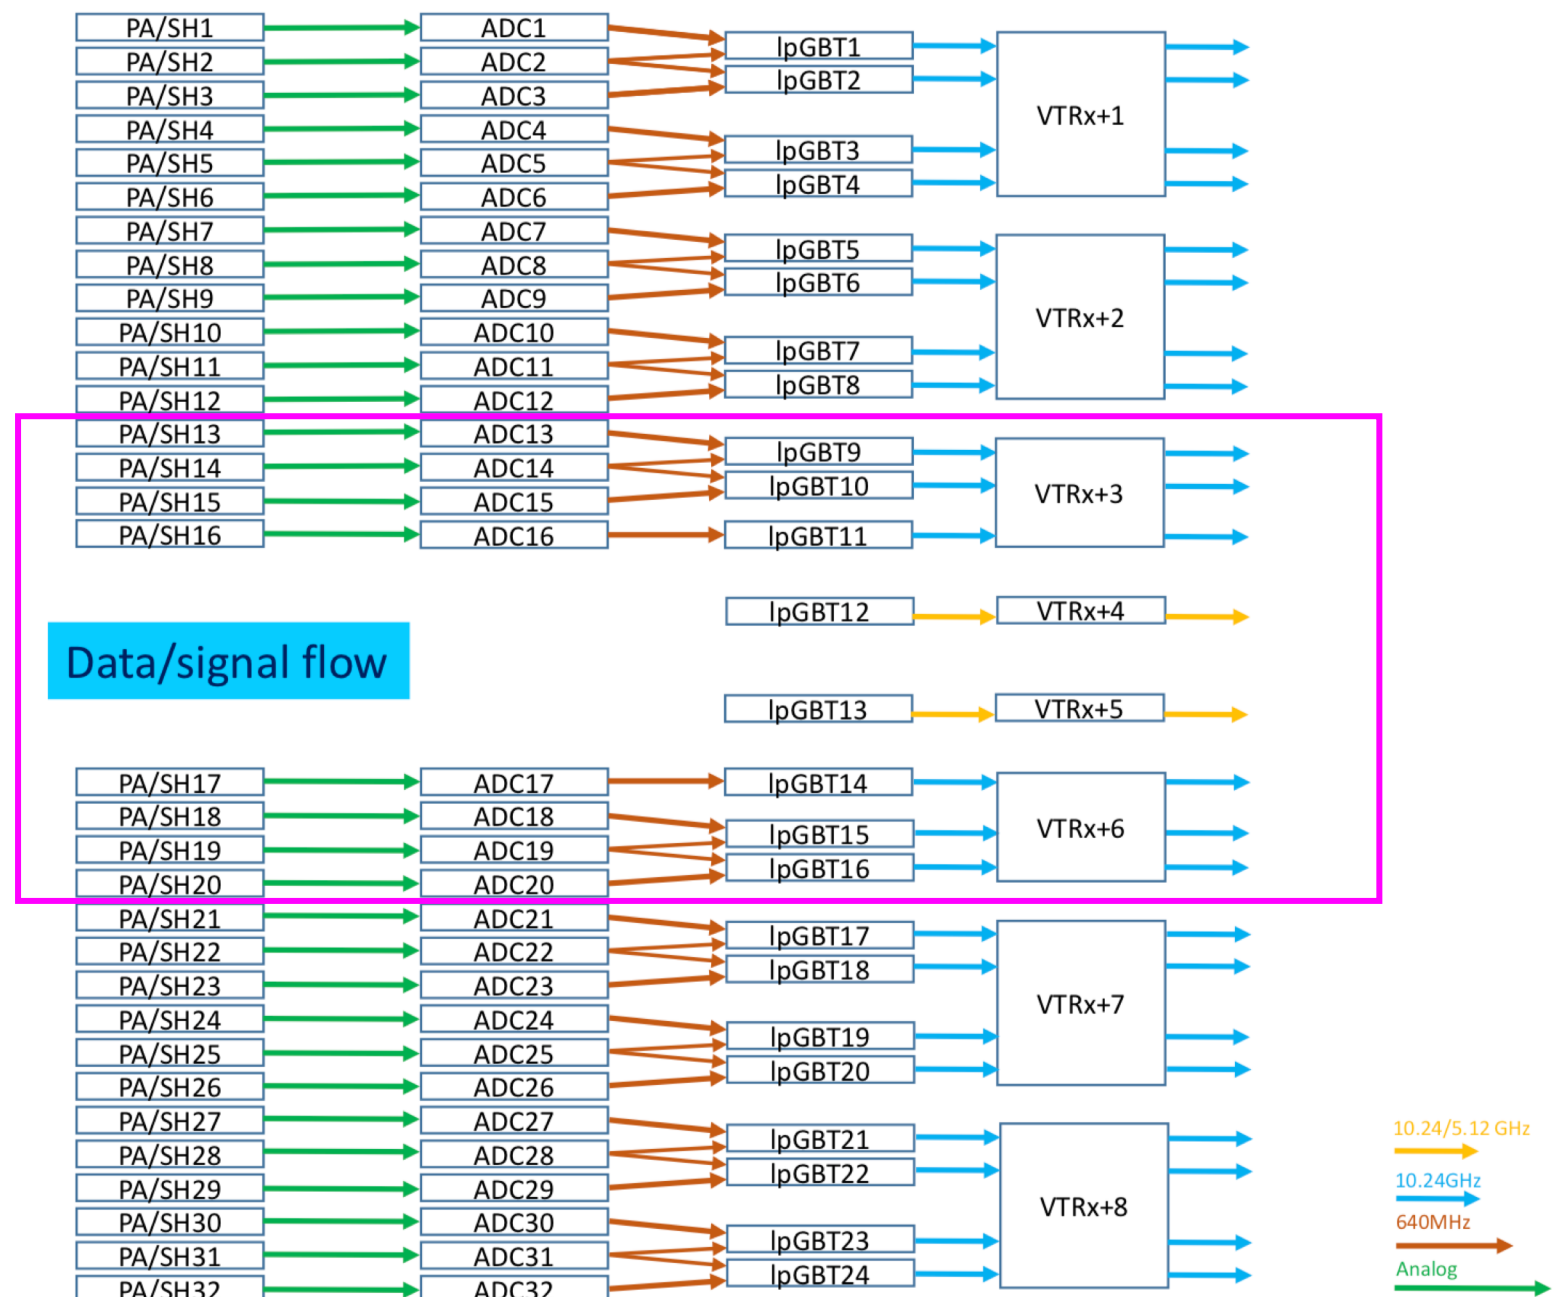 PA/SH1 ADC1 lpGBT1 VTRx+1
PA/SH2 ADC2 lpGBT2
PA/SH3 ADC3
PA/SH4 ADC4 lpGBT3
PA/SH5 ADC5 lpGBT4
PA/SH6 ADC6
PA/SH7 ADC7 lpGBT5 VTRx+2
PA/SH8 ADC8 lpGBT6
PA/SH9 ADC9
PA/SH10 ADC10 lpGBT7
PA/SH11 ADC11 lpGBT8
PA/SH12 ADC12
PA/SH13 ADC13 lpGBT9 VTRx+3
PA/SH14 ADC14 lpGBT10
PA/SH15 ADC15
PA/SH16 ADC16 lpGBT11
lpGBT12 VTRx+4
Data/signal flow
lpGBT13 VTRx+5
PA/SH17 ADC17 lpGBT14 VTRx+6
PA/SH18 ADC18 lpGBT15
PA/SH19 ADC19 lpGBT16
PA/SH20 ADC20
PA/SH21 ADC21 lpGBT17 VTRx+7
PA/SH22 ADC22 lpGBT18
PA/SH23 ADC23
PA/SH24 ADC24 lpGBT19
PA/SH25 ADC25 lpGBT20
PA/SH26 ADC26
PA/SH27 ADC27 lpGBT21 VTRx+8
PA/SH28 ADC28 lpGBT22
PA/SH29 ADC29
PA/SH30 ADC30 lpGBT23
PA/SH31 ADC31 lpGBT24
PA/SH32 ADC32
10.24/5.12 GHz
10.24GHz
640MHz
Analog